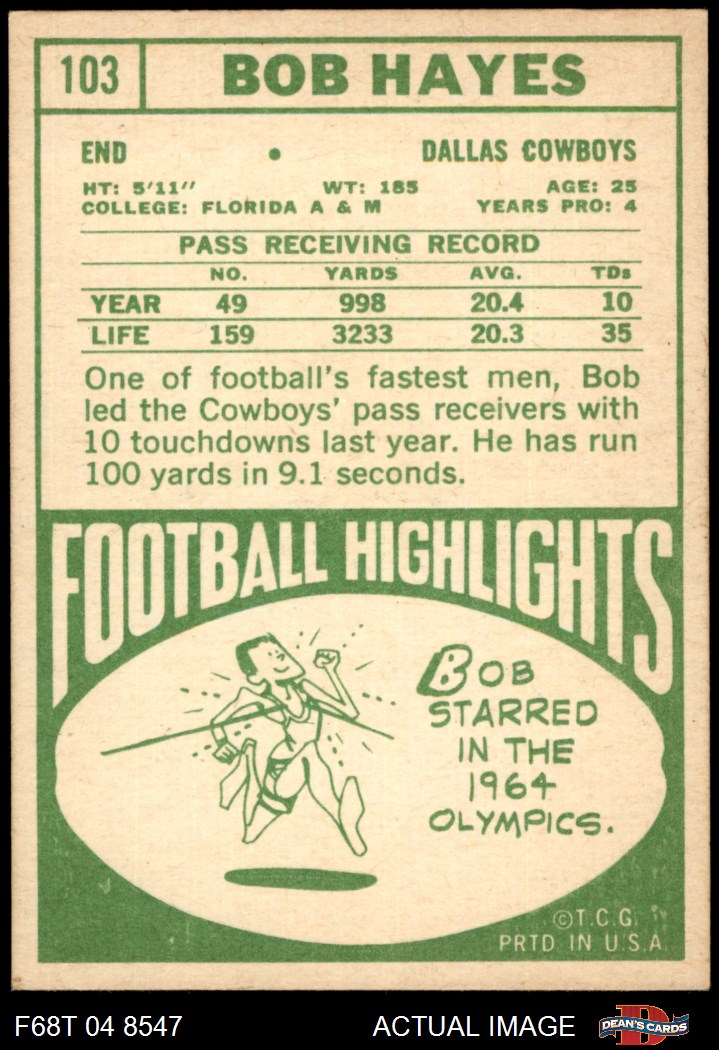 103 BOB HAYES
END • DALLAS COWBOYS
HT: 5'11" WT: 185 AGE: 25
COLLEGE: FLORIDA A & M YEARS PRO: 4
PASS RECEIVING RECORD
NO. YARDS AVG. TDs
YEAR 49 998 20.4 10
LIFE 159 3233 20.3 35
One of football's fastest men, Bob
led the Cowboys' pass receivers with
10 touchdowns last year. He has run
100 yards in 9.1 seconds.
FOOTBALL HIGHLIGHTS
BOB
STARRED
IN THE
1964
OLYMPICS.
©T.C.G.
PRTD IN U.S.A.
F68T 04 8547 ACTUAL IMAGE D DEAN'S CARDS